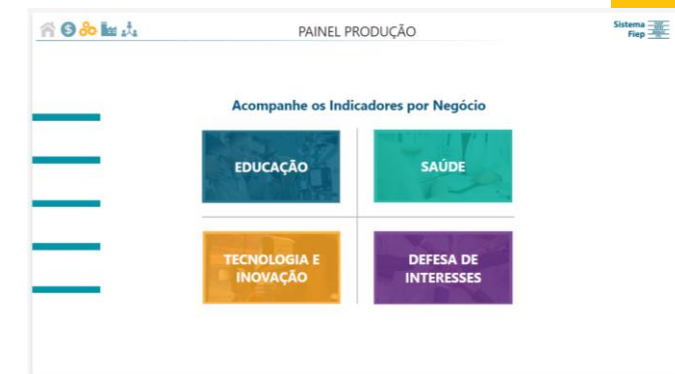 PAINEL PRODUÇÃO
Sistema
Fiep
Acompanhe os Indicadores por Negócio
EDUCAÇÃO
SAÚDE
TECNOLOGIA E
INOVAÇÃO
DEFESA DE
INTERESSES